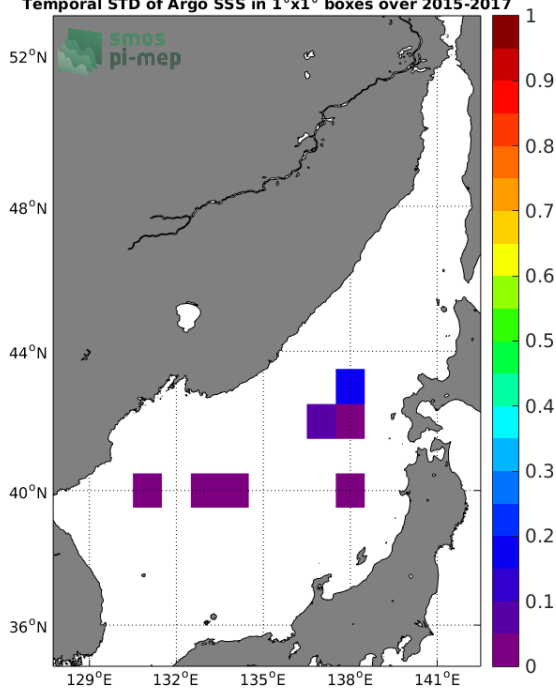 Temporal STD of Argo SSS in 1°x1° boxes over 2015-2017
smos
pi-mep
52°N
48°N
44°N
40°N
36°N
129°E 132°E 135°E 138°E 141°E
1
0.9
0.8
0.7
0.6
0.5
0.4
0.3
0.2
0.1
0